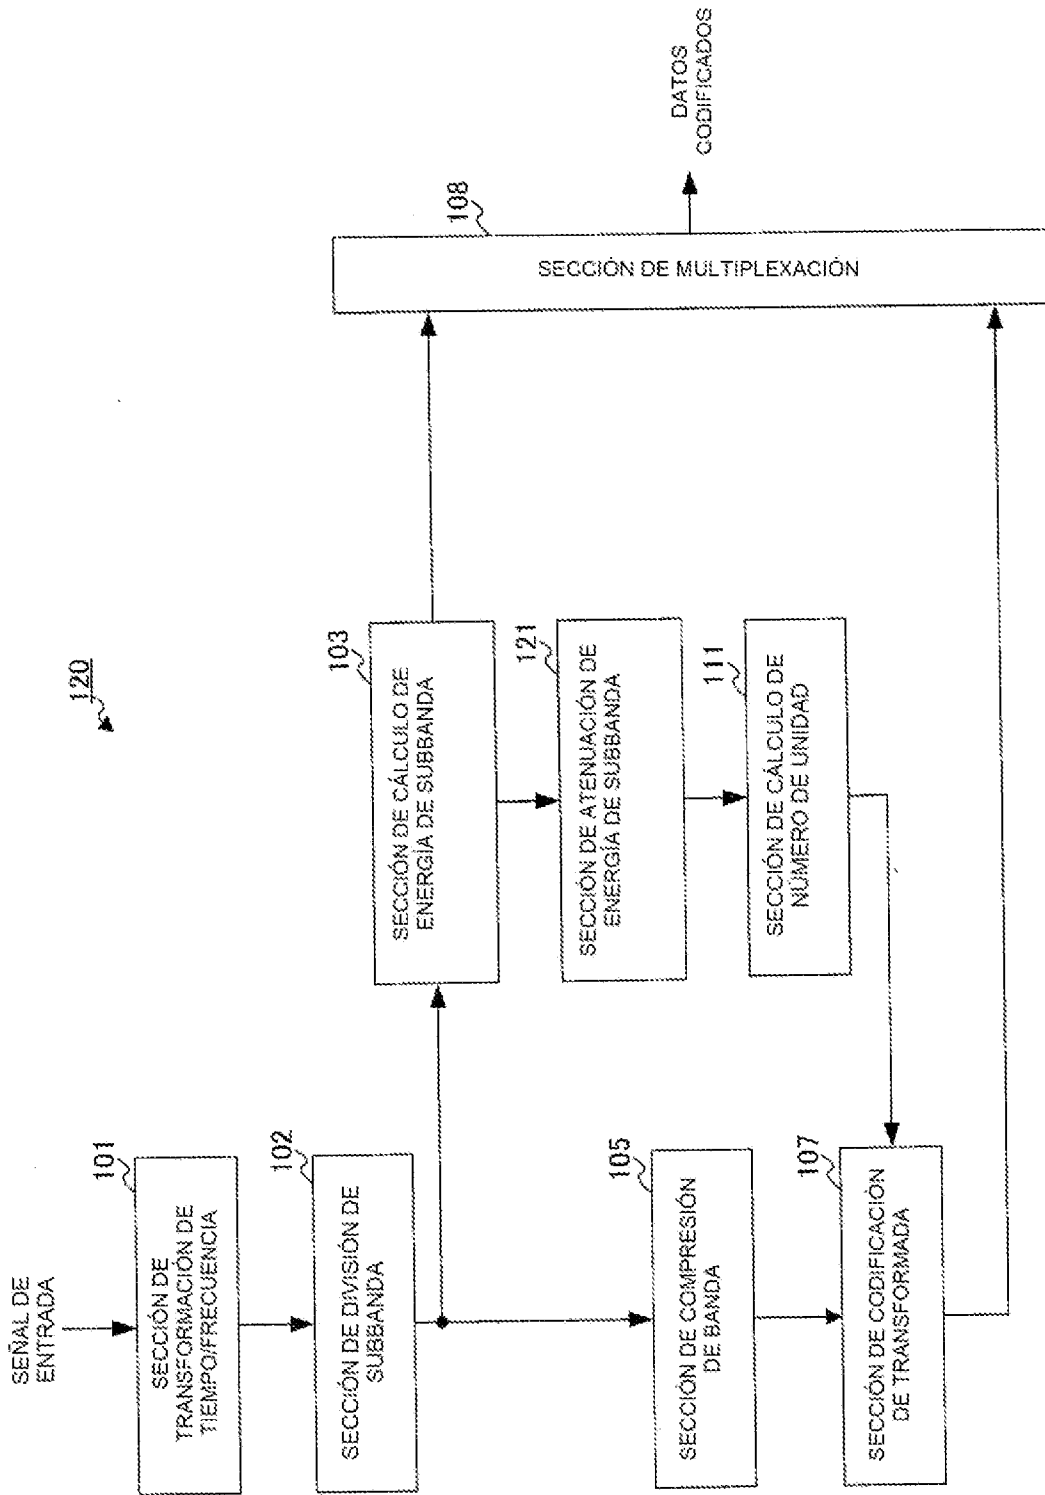 120
SEÑAL DE
ENTRADA
101
SECCIÓN DE
TRANSFORMACIÓN DE
TIEMPO/FRECUENCIA
102
SECCIÓN DE DIVISIÓN DE
SUBBANDA
103
SECCIÓN DE CÁLCULO DE
ENERGÍA DE SUBBANDA
121
SECCIÓN DE ATENUACIÓN DE
ENERGÍA DE SUBBANDA
111
SECCIÓN DE CÁLCULO DE
NÚMERO DE UNIDAD
105
SECCIÓN DE COMPRESIÓN
DE BANDA
107
SECCIÓN DE CODIFICACIÓN
DE TRANSFORMADA
108
SECCIÓN DE MULTIPLEXACIÓN
DATOS
CODIFICADOS